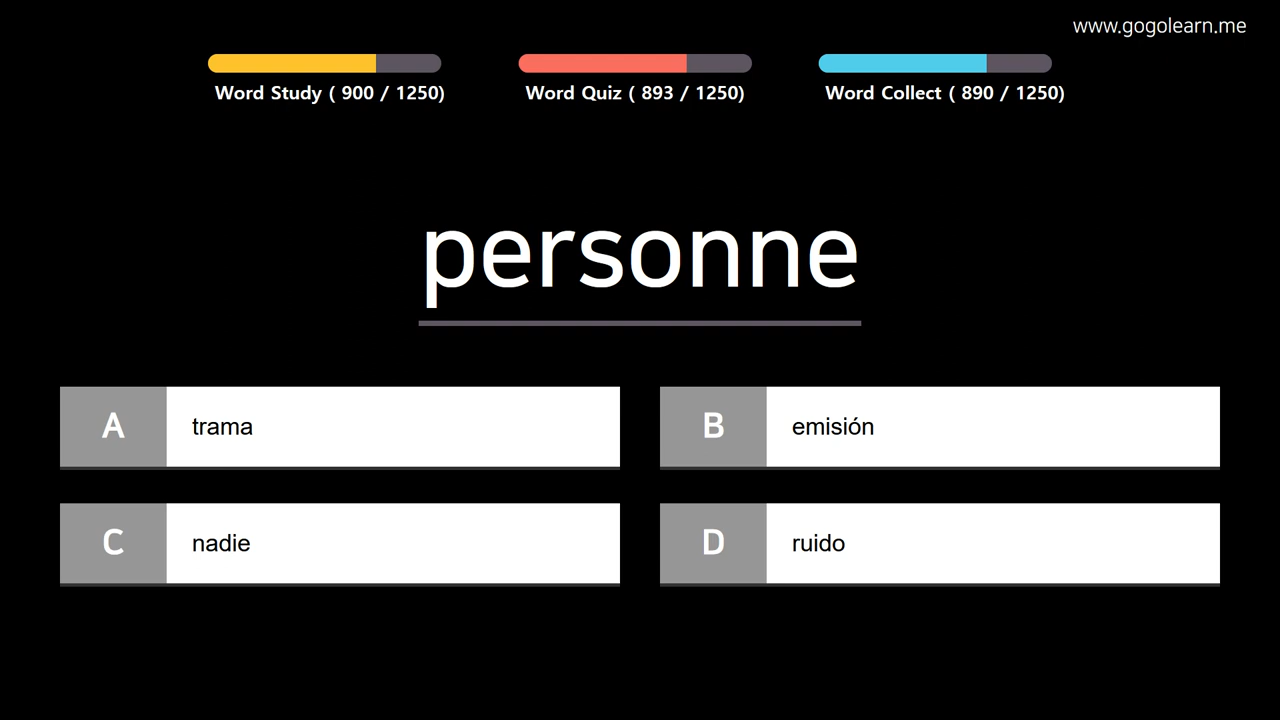 www.gogolearn.me
Word Study ( 900 / 1250)
Word Quiz ( 893 / 1250)
Word Collect ( 890 / 1250)
personne
A trama
B emisión
C nadie
D ruido